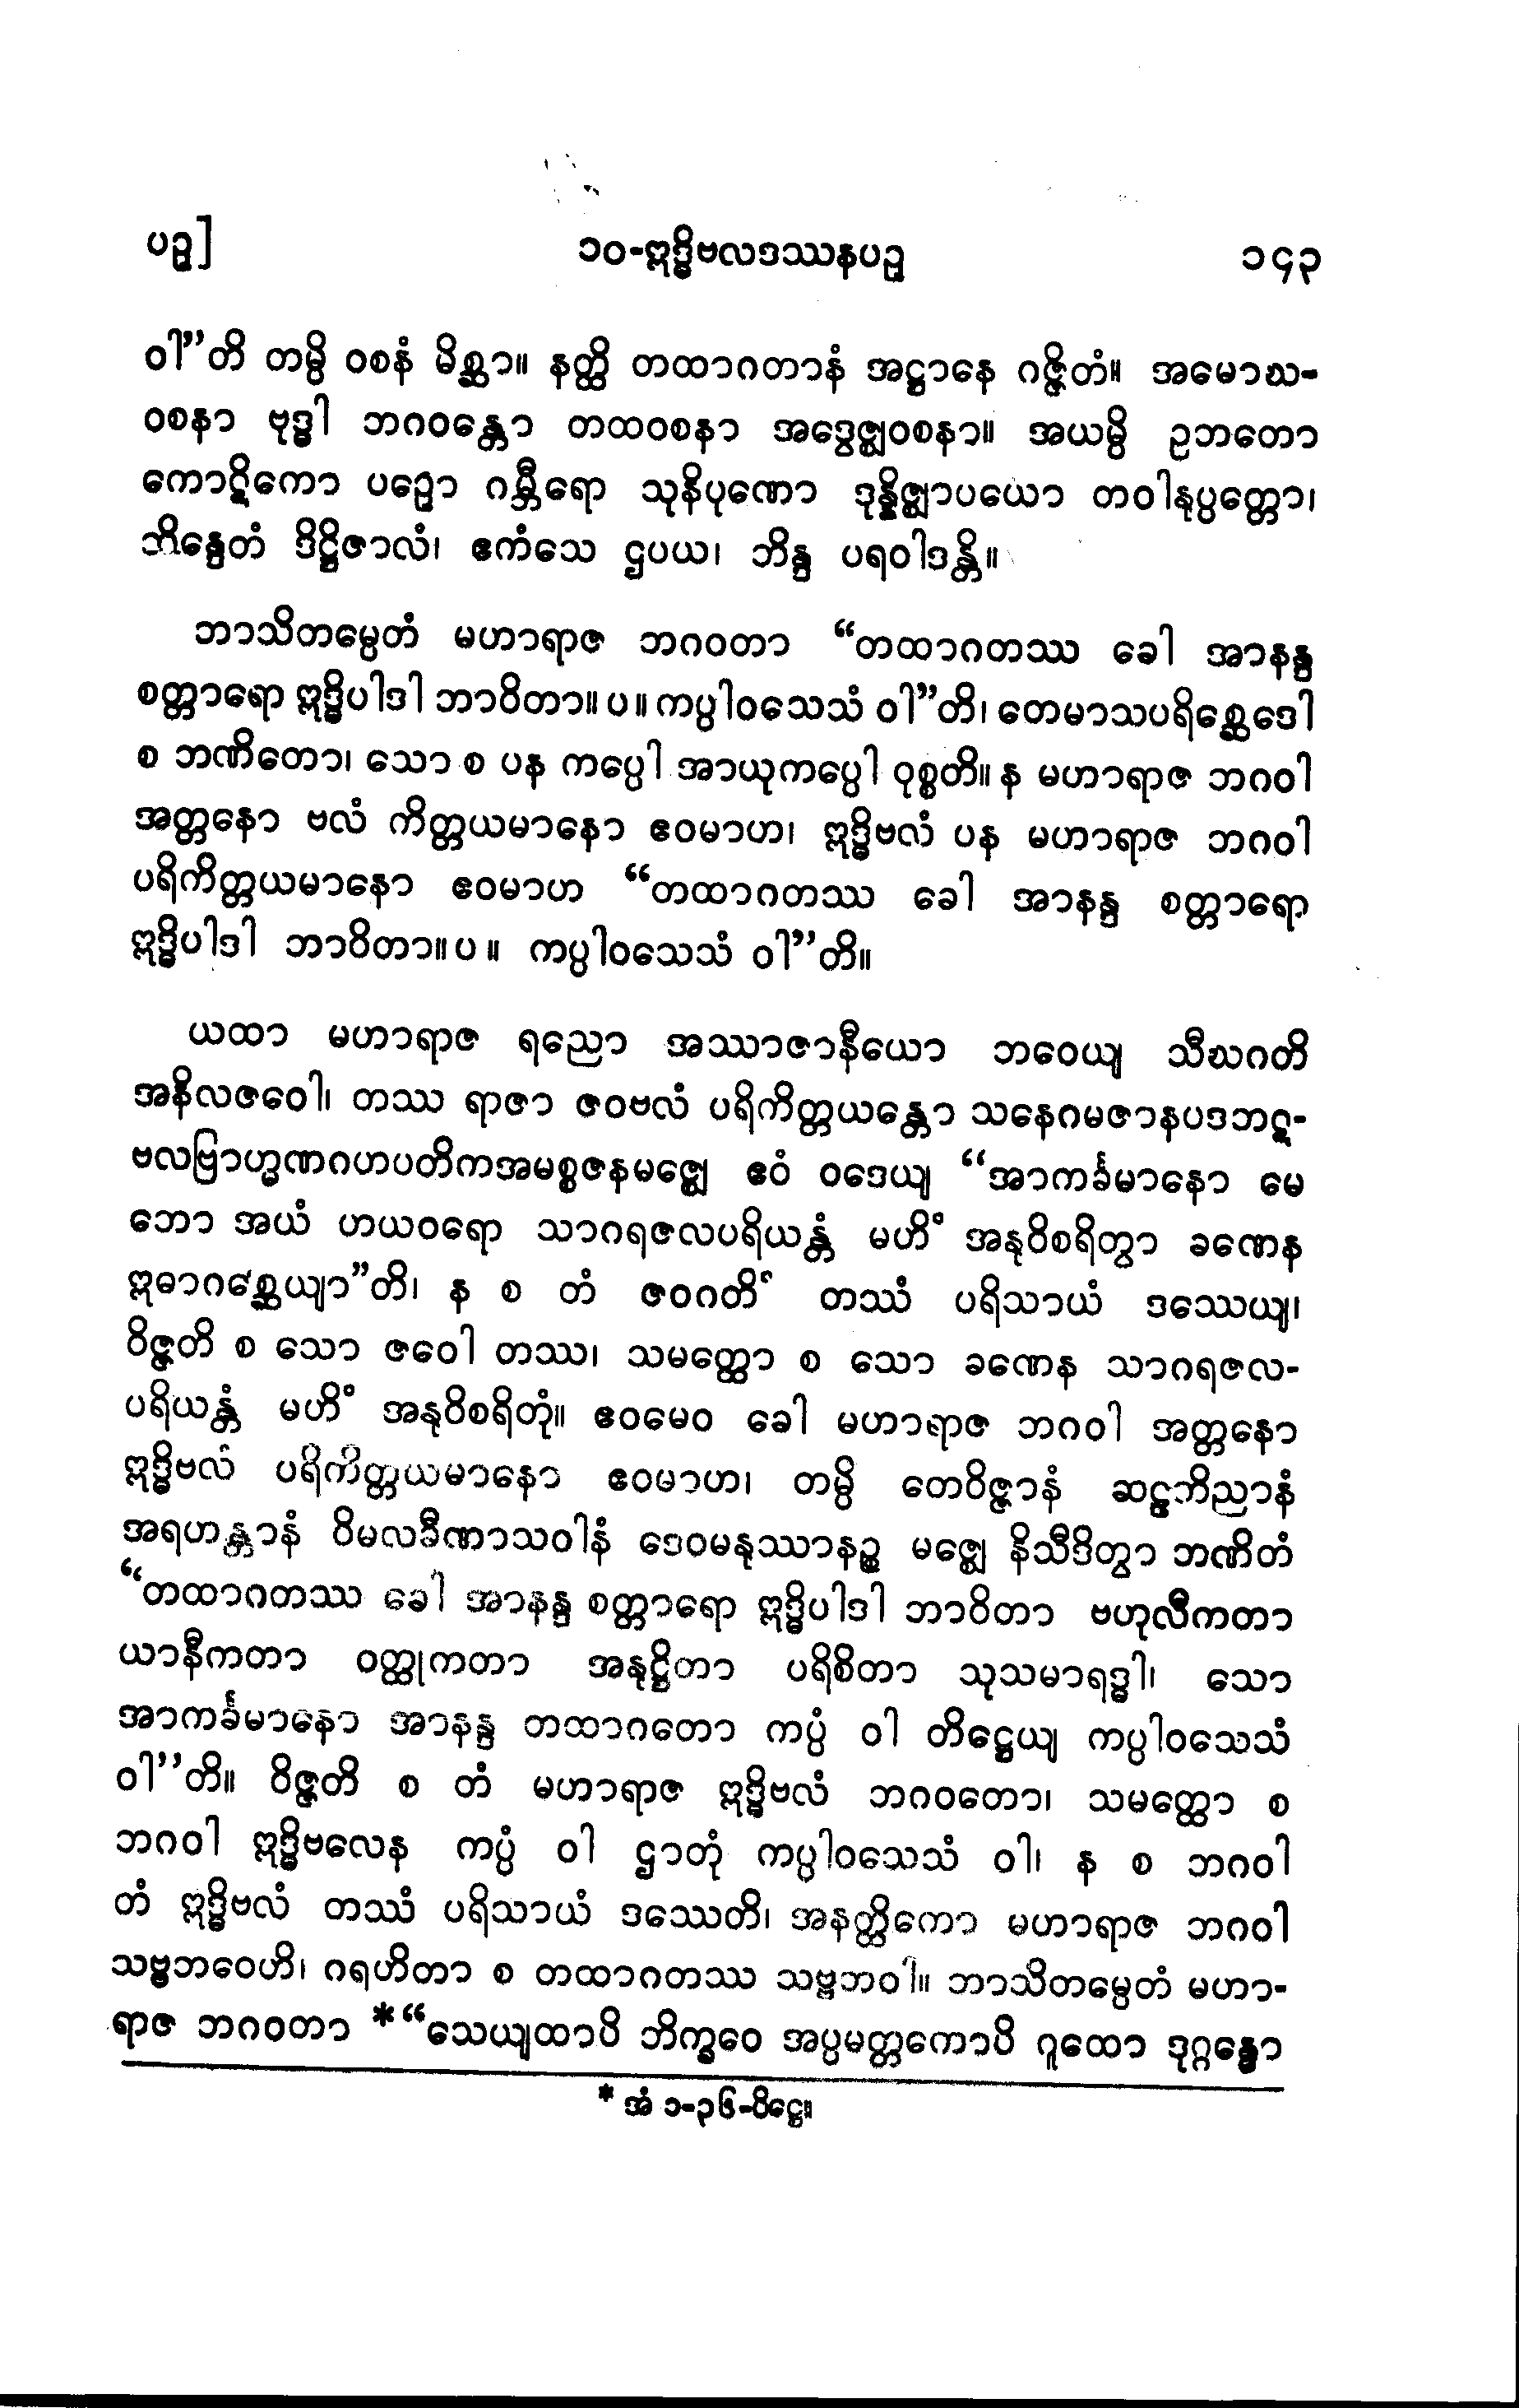 ပဉှ]
၁၀-ဣဒ္ဓိဗလဒဿနပဉှ
၁၄၃
ဝါ”တိ တမ္ပိ ဝစနံ မိစ္ဆာ။ နတ္ထိ တထာဂတာနံ အဋ္ဌာနေ ဂဇ္ဇိတံ။ အမောဃ-
ဝစနာ ဗုဒ္ဓါ ဘဂဝန္တော တထဝစနာ အဒွေဇ္ဈဝစနာ။ အယမ္ပိ ဥဘတော
ကောဋိကော ပဉှော ဂမ္ဘီရော သုနိပုဏော ဒုန္နိဇ္ဈာပယော တဝါနုပ္ပတ္တော၊
ဘိန္ဒေတံ ဒိဋ္ဌိဇာလံ၊ ဧကံသေ ဌပယ၊ ဘိန္ဒ ပရဝါဒန္တိ။
ဘာသိတမ္ပေတံ မဟာရာဇ ဘဂဝတာ “တထာဂတဿ ခေါ အာနန္ဒ
စတ္တာရော ဣဒ္ဓိပါဒါ ဘာဝိတာ။ပ။ ကပ္ပါဝသေသံ ဝါ”တိ၊ တေမာသပရိစ္ဆေဒေါ
စ ဘဏိတော၊ သော စ ပန ကပ္ပေါ အာယုကပ္ပေါ ဝုစ္စတိ။ န မဟာရာဇ ဘဂဝါ
အတ္တနော ဗလံ ကိတ္တယမာနော ဧဝမာဟ၊ ဣဒ္ဓိဗလံ ပန မဟာရာဇ ဘဂဝါ
ပရိကိတ္တယမာနော ဧဝမာဟ “တထာဂတဿ ခေါ အာနန္ဒ စတ္တာရော
ဣဒ္ဓိပါဒါ ဘာဝိတာ။ပ။ ကပ္ပါဝသေသံ ဝါ”တိ။
ယထာ မဟာရာဇ ရညော အဿာဇာနီယော ဘဝေယျ သီဃဂတိ
အနိလဇဝေါ၊ တဿ ရာဇာ ဇဝဗလံ ပရိကိတ္တယန္တော သနေဂမဇာနပဒဘဋ-
ဗလဗြာဟ္မဏဂဟပတိကအမစ္စဇနမဇ္ဈေ ဧဝံ ဝဒေယျ “အာကင်္ခမာနော မေ
ဘော အယံ ဟယဝရော သာဂရဇလပရိယန္တံ မဟိံ အနုဝိစရိတွာ ခဏေန
ဣဓာဂစ္ဆေယျာ”တိ၊ န စ တံ ဇဝဂတိံ တဿံ ပရိသာယံ ဒဿေယျ၊
ဝိဇ္ဇတိ စ သော ဇဝေါ တဿ၊ သမတ္ထော စ သော ခဏေန သာဂရဇလ-
ပရိယန္တံ မဟိံ အနုဝိစရိတုံ။ ဧဝမေဝ ခေါ မဟာရာဇ ဘဂဝါ အတ္တနော
ဣဒ္ဓိဗလံ ပရိကိတ္တယမာနော ဧဝမာဟ၊ တမ္ပိ တေဝိဇ္ဇာနံ ဆဠဘိညာနံ
အရဟန္တာနံ ဝိမလခီဏာသဝါနံ ဒေဝမနုဿာနဉ္စ မဇ္ဈေ နိသီဒိတွာ ဘဏိတံ
“တထာဂတဿ ခေါ အာနန္ဒ စတ္တာရော ဣဒ္ဓိပါဒါ ဘာဝိတာ ဗဟုလီကတာ
ယာနီကတာ ဝတ္ထုကတာ အနုဋ္ဌိတာ ပရိစိတာ သုသမာရဒ္ဓါ၊ သော
အာကင်္ခမာနော အာနန္ဒ တထာဂတော ကပ္ပံ ဝါ တိဋ္ဌေယျ ကပ္ပါဝသေသံ
ဝါ”တိ။ ဝိဇ္ဇတိ စ တံ မဟာရာဇ ဣဒ္ဓိဗလံ ဘဂဝတော၊ သမတ္ထော စ
ဘဂဝါ ဣဒ္ဓိဗလေန ကပ္ပံ ဝါ ဌာတုံ ကပ္ပါဝသေသံ ဝါ၊ န စ ဘဂဝါ
တံ ဣဒ္ဓိဗလံ တဿံ ပရိသာယံ ဒဿေတိ၊ အနတ္ထိကော မဟာရာဇ ဘဂဝါ
သဗ္ဗဘဝေဟိ၊ ဂရဟိတာ စ တထာဂတဿ သဗ္ဗဘဝါ။ ဘာသိတမ္ပေတံ မဟာ-
ရာဇ ဘဂဝတာ *“သေယျထာပိ ဘိက္ခဝေ အပ္ပမတ္တကောပိ ဂူထော ဒုဂ္ဂန္ဓော
* အံ ၁-၃၆-ပိဋ္ဌေ။